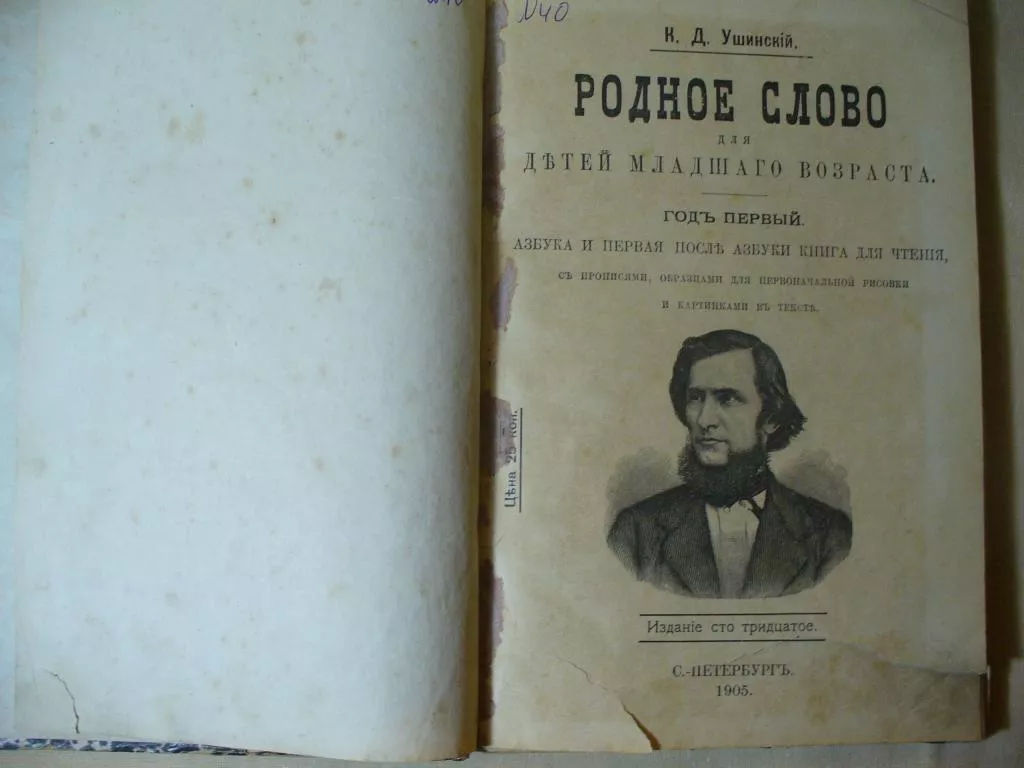 №40
К. Д. Ушинскій.
РОДНОЕ СЛОВО
для
ДѢТЕЙ МЛАДШАГО ВОЗРАСТА.
ГОДЪ ПЕРВЫЙ.
АЗБУКА И ПЕРВАЯ ПОСЛѢ АЗБУКИ КНИГА ДЛЯ ЧТЕНІЯ,
СЪ ПРОПИСЯМИ, ОБРАЗЦАМИ ДЛЯ ПЕРВОНАЧАЛЬНОЙ РИСОВКИ
И КАРТИНКАМИ ВЪ ТЕКСТѢ.
Цѣна 25 коп.
Изданіе сто тридцатое.
С.-ПЕТЕРБУРГЪ.
1905.